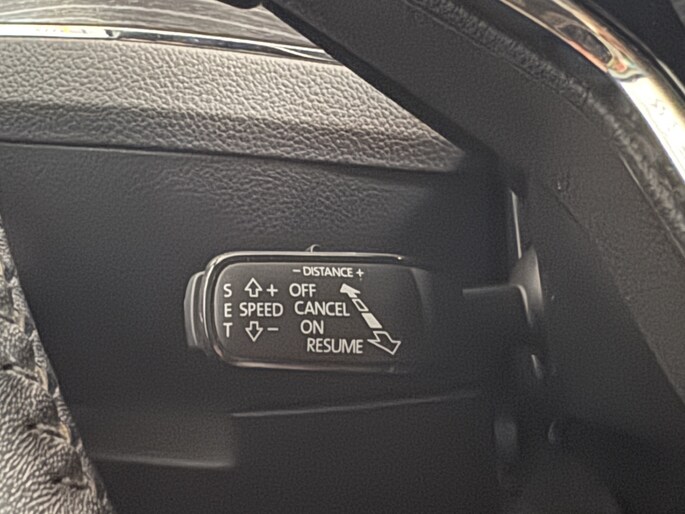 − DISTANCE +
S + OFF
E SPEED CANCEL
T − ON
RESUME